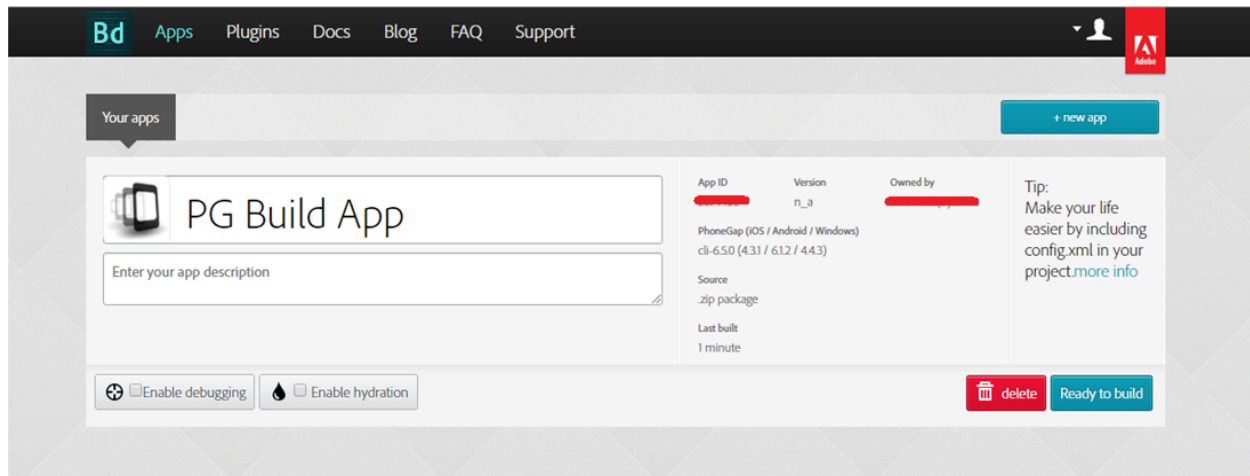 Bd Apps Plugins Docs Blog FAQ Support
Adobe
Your apps
+ new app
PG Build App
Enter your app description
App ID Version Owned by
n_a
PhoneGap (iOS / Android / Windows)
cli-6.5.0 (4.3.1 / 6.1.2 / 4.4.3)
Source
.zip package
Last built
1 minute
Tip:
Make your life
easier by including
config.xml in your
project.more info
Enable debugging
Enable hydration
delete
Ready to build